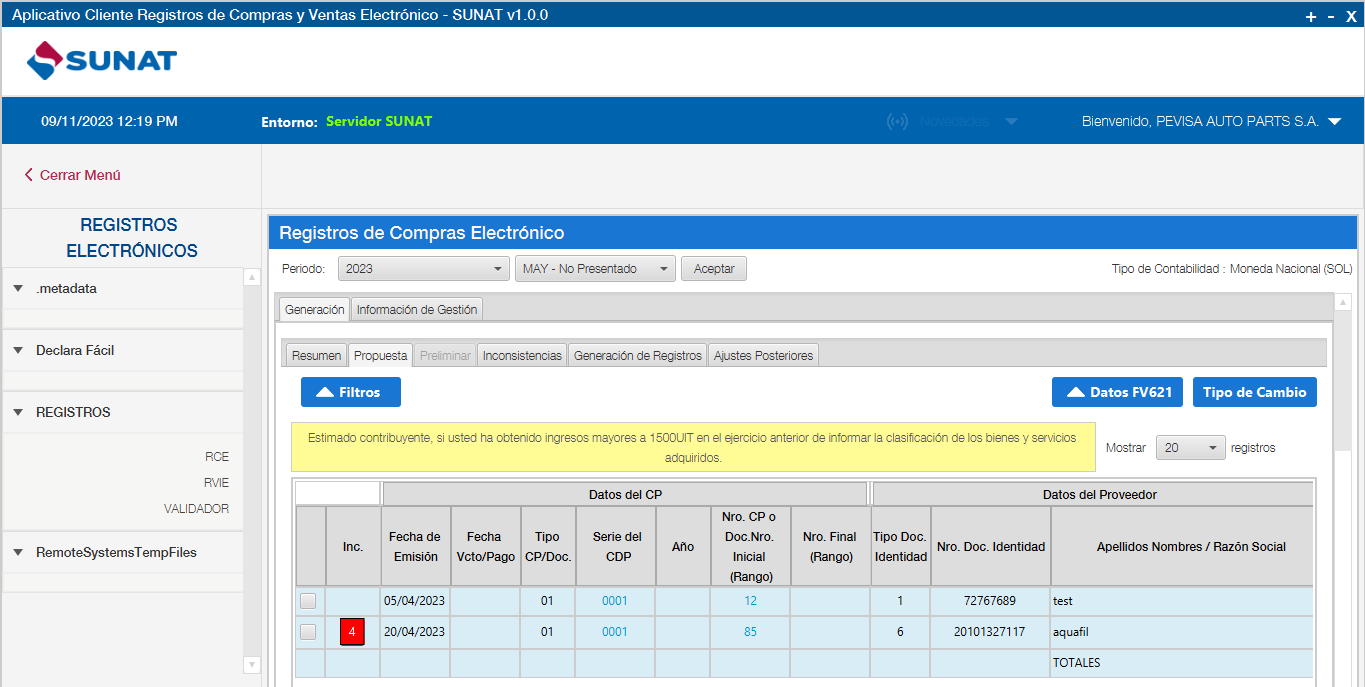 Aplicativo Cliente Registros de Compras y Ventas Electrónico - SUNAT v1.0.0
+ - X
SUNAT
09/11/2023 12:19 PM
Entorno: Servidor SUNAT
Novedades
Bienvenido, PEVISA AUTO PARTS S.A.
Cerrar Menú
REGISTROS
ELECTRÓNICOS
.metadata
Declara Fácil
REGISTROS
RCE
RVIE
VALIDADOR
RemoteSystemsTempFiles
Registros de Compras Electrónico
Periodo: 2023 MAY - No Presentado Aceptar
Tipo de Contabilidad : Moneda Nacional (SOL)
Generación Información de Gestión
Resumen Propuesta Preliminar Inconsistencias Generación de Registros Ajustes Posteriores
Filtros
Datos FV621 Tipo de Cambio
Estimado contribuyente, si usted ha obtenido ingresos mayores a 1500UIT en el ejercicio anterior de informar la clasificación de los bienes y servicios
adquiridos.
Mostrar 20 registros
Datos del CP Datos del Proveedor
Inc.
Fecha de
Emisión
Fecha
Vcto/Pago
Tipo
CP/Doc.
Serie del
CDP
Año
Nro. CP o
Doc.Nro.
Inicial
(Rango)
Nro. Final
(Rango)
Tipo Doc.
Identidad
Nro. Doc. Identidad
Apellidos Nombres / Razón Social
05/04/2023 01 0001 12 1 72767689 test
4 20/04/2023 01 0001 85 6 20101327117 aquafil
TOTALES